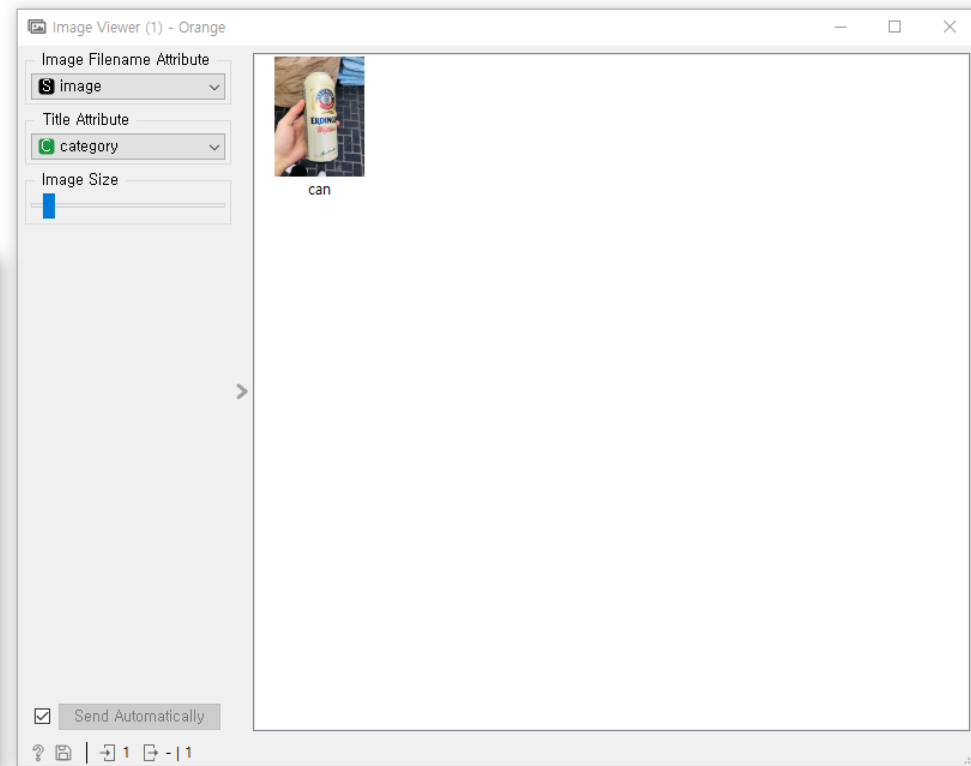 Image Viewer (1) - Orange
Image Filename Attribute
S image
Title Attribute
C category
Image Size
ERDINGER
can
Send Automatically
? 1 - | 1